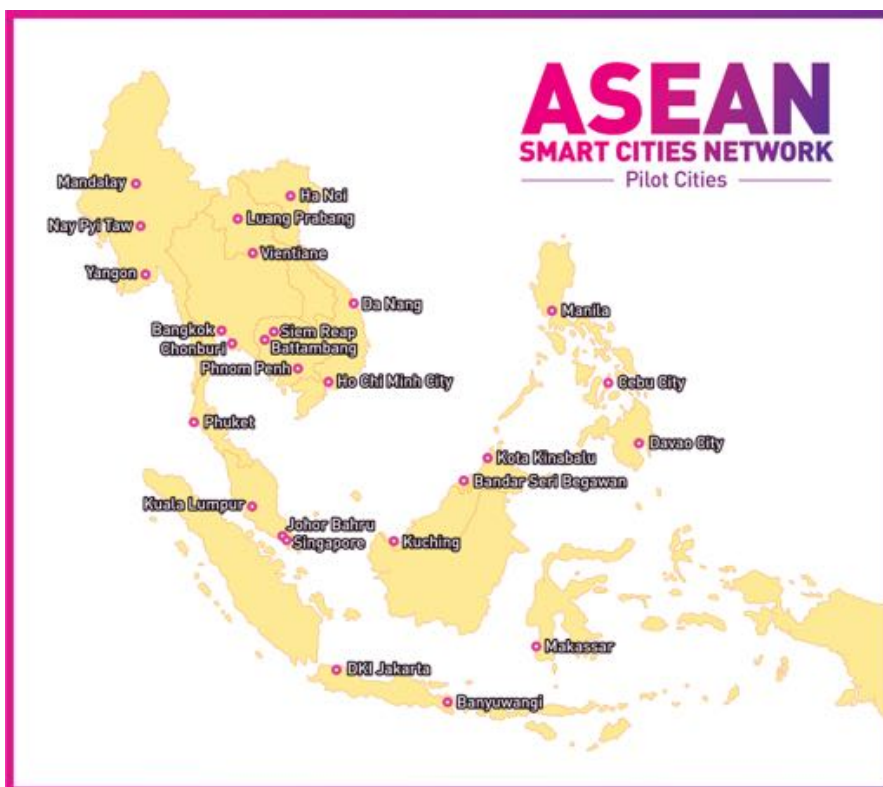 ASEAN
SMART CITIES NETWORK
Pilot Cities
Mandalay
Ha Noi
Luang Prabang
Nay Pyi Taw
Vientiane
Yangon
Da Nang
Manila
Bangkok
Siem Reap
Chonburi
Battambang
Phnom Penh
Ho Chi Minh City
Cebu City
Phuket
Davao City
Kota Kinabalu
Bandar Seri Begawan
Kuala Lumpur
Johor Bahru
Singapore
Kuching
Makassar
DKI Jakarta
Banyuwangi